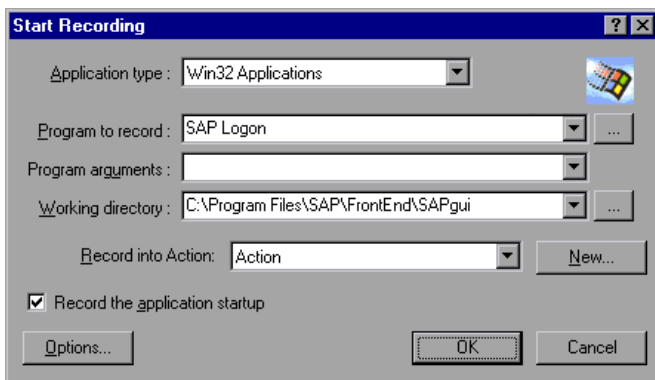 Start Recording
Application type : Win32 Applications
Program to record : SAP Logon ...
Program arguments :
Working directory : C:\Program Files\SAP\FrontEnd\SAPgui ...
Record into Action: Action New...
Record the application startup
Options... OK Cancel